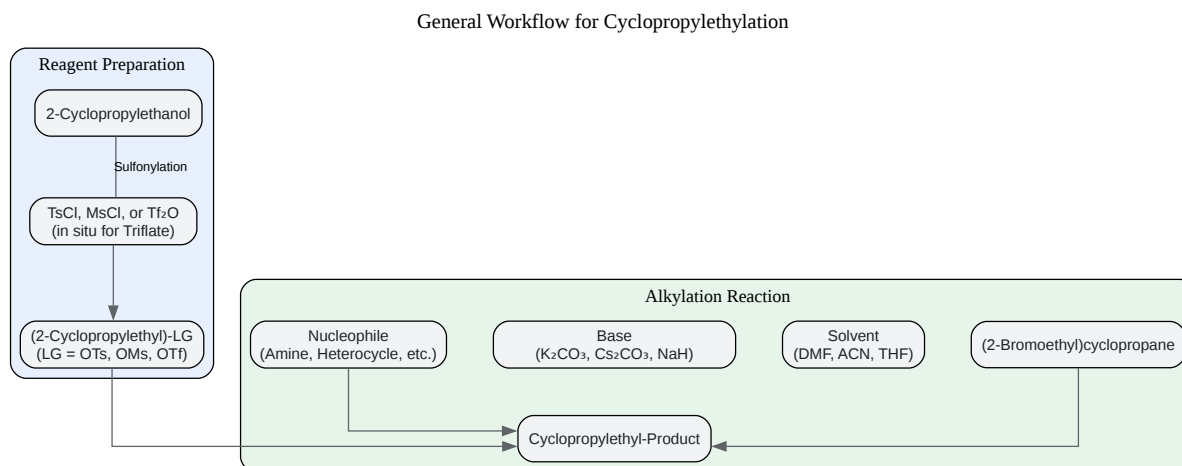 General Workflow for Cyclopropylethylation
Reagent Preparation
2-Cyclopropylethanol
Sulfonylation
TsCl, MsCl, or Tf₂O
(in situ for Triflate)
(2-Cyclopropylethyl)-LG
(LG = OTs, OMs, OTf)
Alkylation Reaction
Nucleophile
(Amine, Heterocycle, etc.)
Base
(K₂CO₃, Cs₂CO₃, NaH)
Solvent
(DMF, ACN, THF)
(2-Bromoethyl)cyclopropane
Cyclopropylethyl-Product